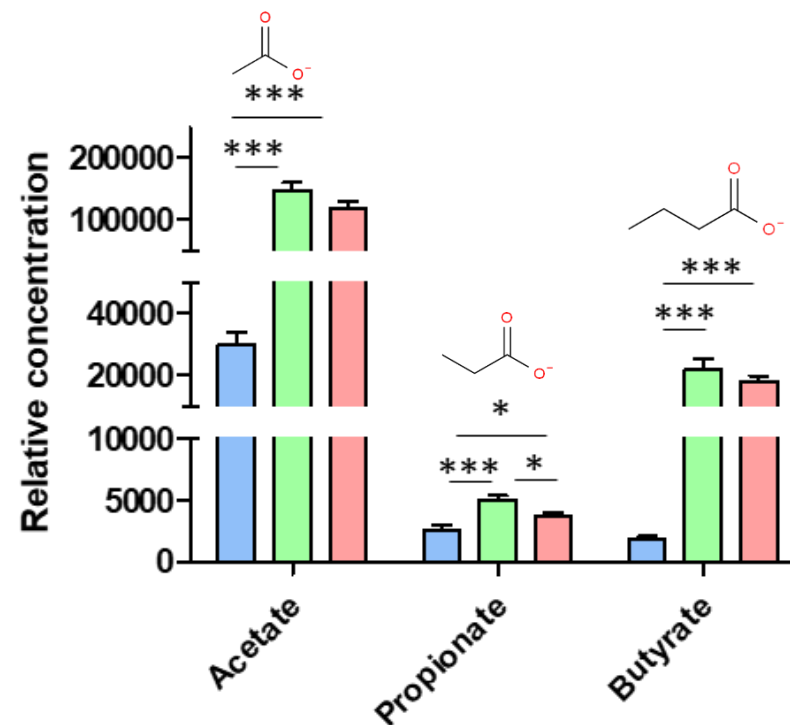 O
O⁻
***
***
200000
100000
40000
20000
10000
5000
0
Relative concentration
O
O⁻
*
***
*
O
O⁻
***
***
Acetate
Propionate
Butyrate